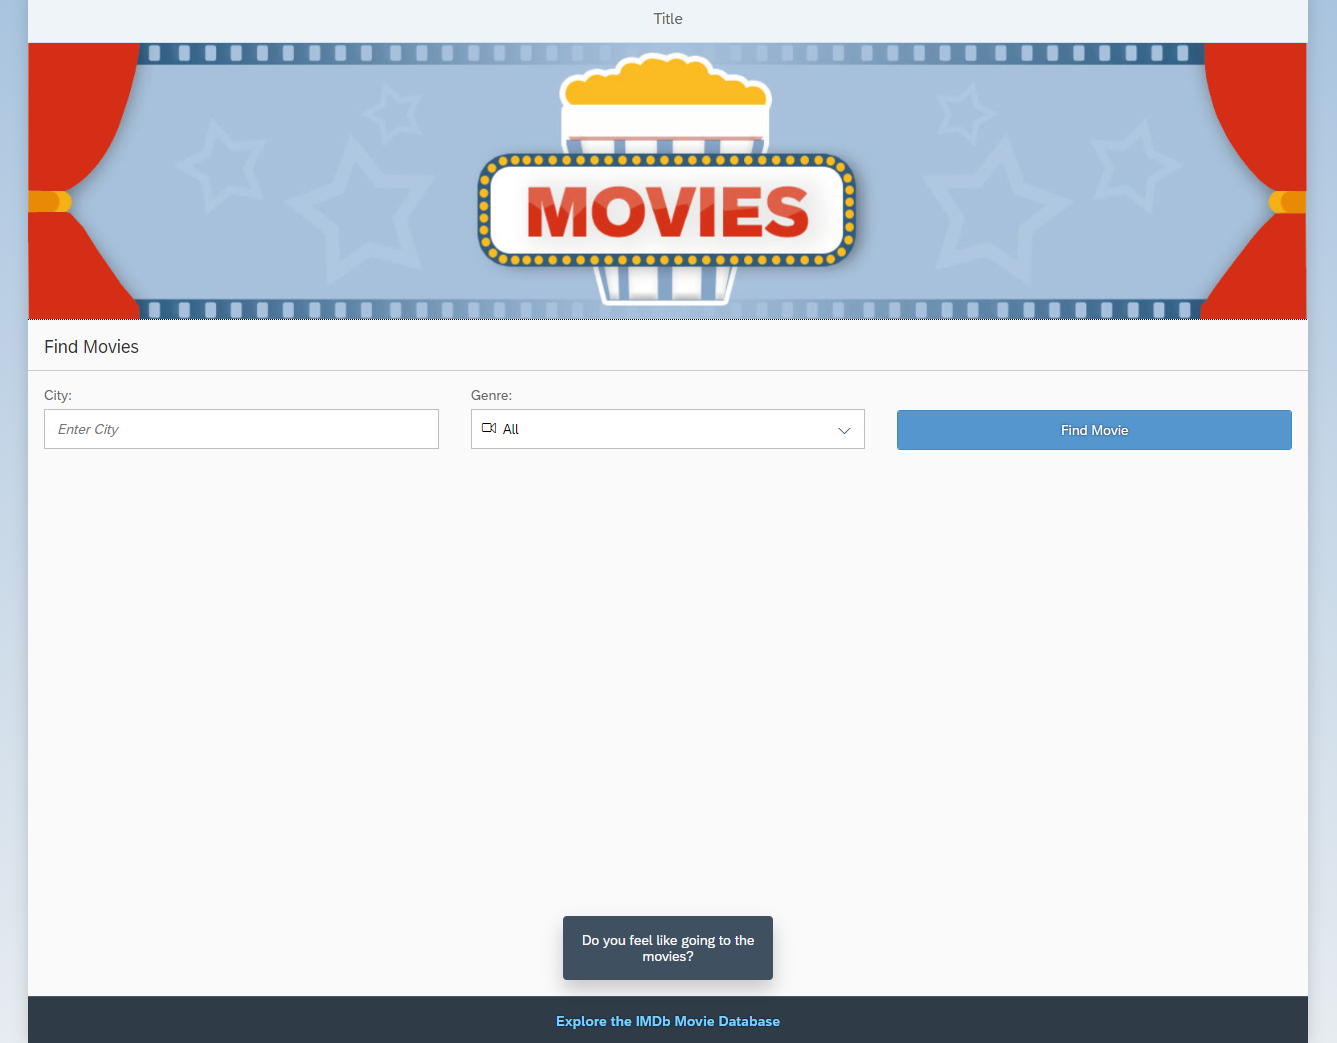 Title
MOVIES
Find Movies
City:
Genre:
Enter City
All
Find Movie
Do you feel like going to the
movies?
Explore the IMDb Movie Database